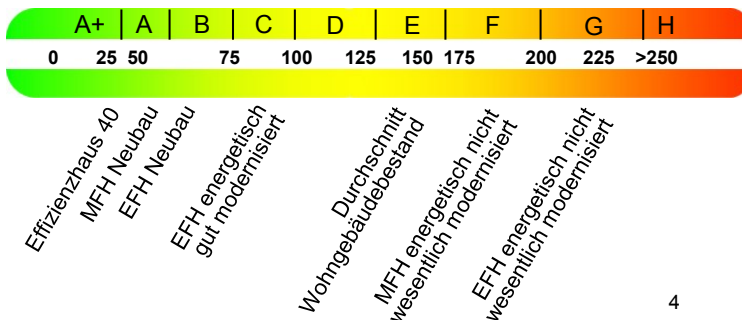 A+ A B C D E F G H
0 25 50 75 100 125 150 175 200 225 >250
Effizienzhaus 40
MFH Neubau
EFH Neubau
EFH energetisch
gut modernisiert
Durchschnitt
Wohngebäudebestand
MFH energetisch nicht
wesentlich modernisiert
EFH energetisch nicht
wesentlich modernisiert
4